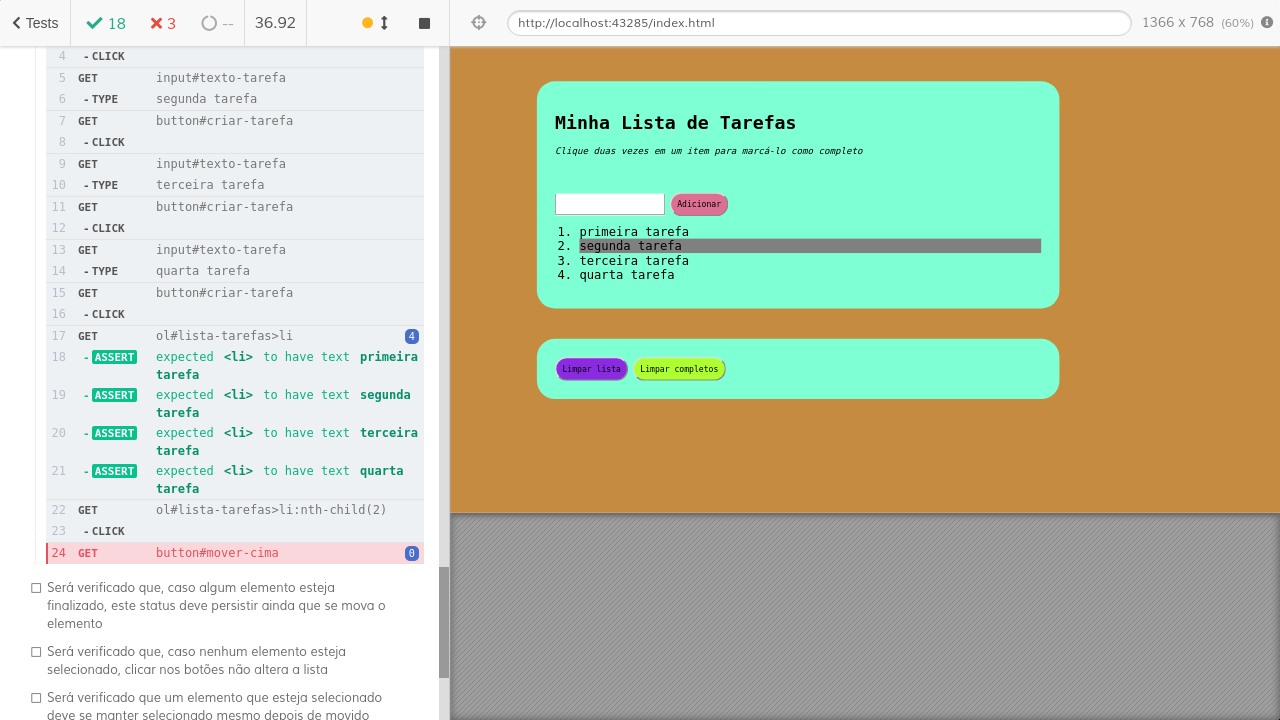 Tests 18 3 -- 36.92
http://localhost:43285/index.html 1366 x 768 (60%)
4 - CLICK
5 GET input#texto-tarefa
6 - TYPE segunda tarefa
7 GET button#criar-tarefa
8 - CLICK
9 GET input#texto-tarefa
10 - TYPE terceira tarefa
11 GET button#criar-tarefa
12 - CLICK
13 GET input#texto-tarefa
14 - TYPE quarta tarefa
15 GET button#criar-tarefa
16 - CLICK
17 GET ol#lista-tarefas>li 4
18 - ASSERT expected <li> to have text primeira
tarefa
19 - ASSERT expected <li> to have text segunda
tarefa
20 - ASSERT expected <li> to have text terceira
tarefa
21 - ASSERT expected <li> to have text quarta
tarefa
22 GET ol#lista-tarefas>li:nth-child(2)
23 - CLICK
24 GET button#mover-cima 0
Será verificado que, caso algum elemento esteja
finalizado, este status deve persistir ainda que se mova o
elemento
Será verificado que, caso nenhum elemento esteja
selecionado, clicar nos botões não altera a lista
Será verificado que um elemento que esteja selecionado
deve se manter selecionado mesmo depois de movido
Minha Lista de Tarefas
Clique duas vezes em um item para marcá-lo como completo
Adicionar
1. primeira tarefa
2. segunda tarefa
3. terceira tarefa
4. quarta tarefa
Limpar lista Limpar completos